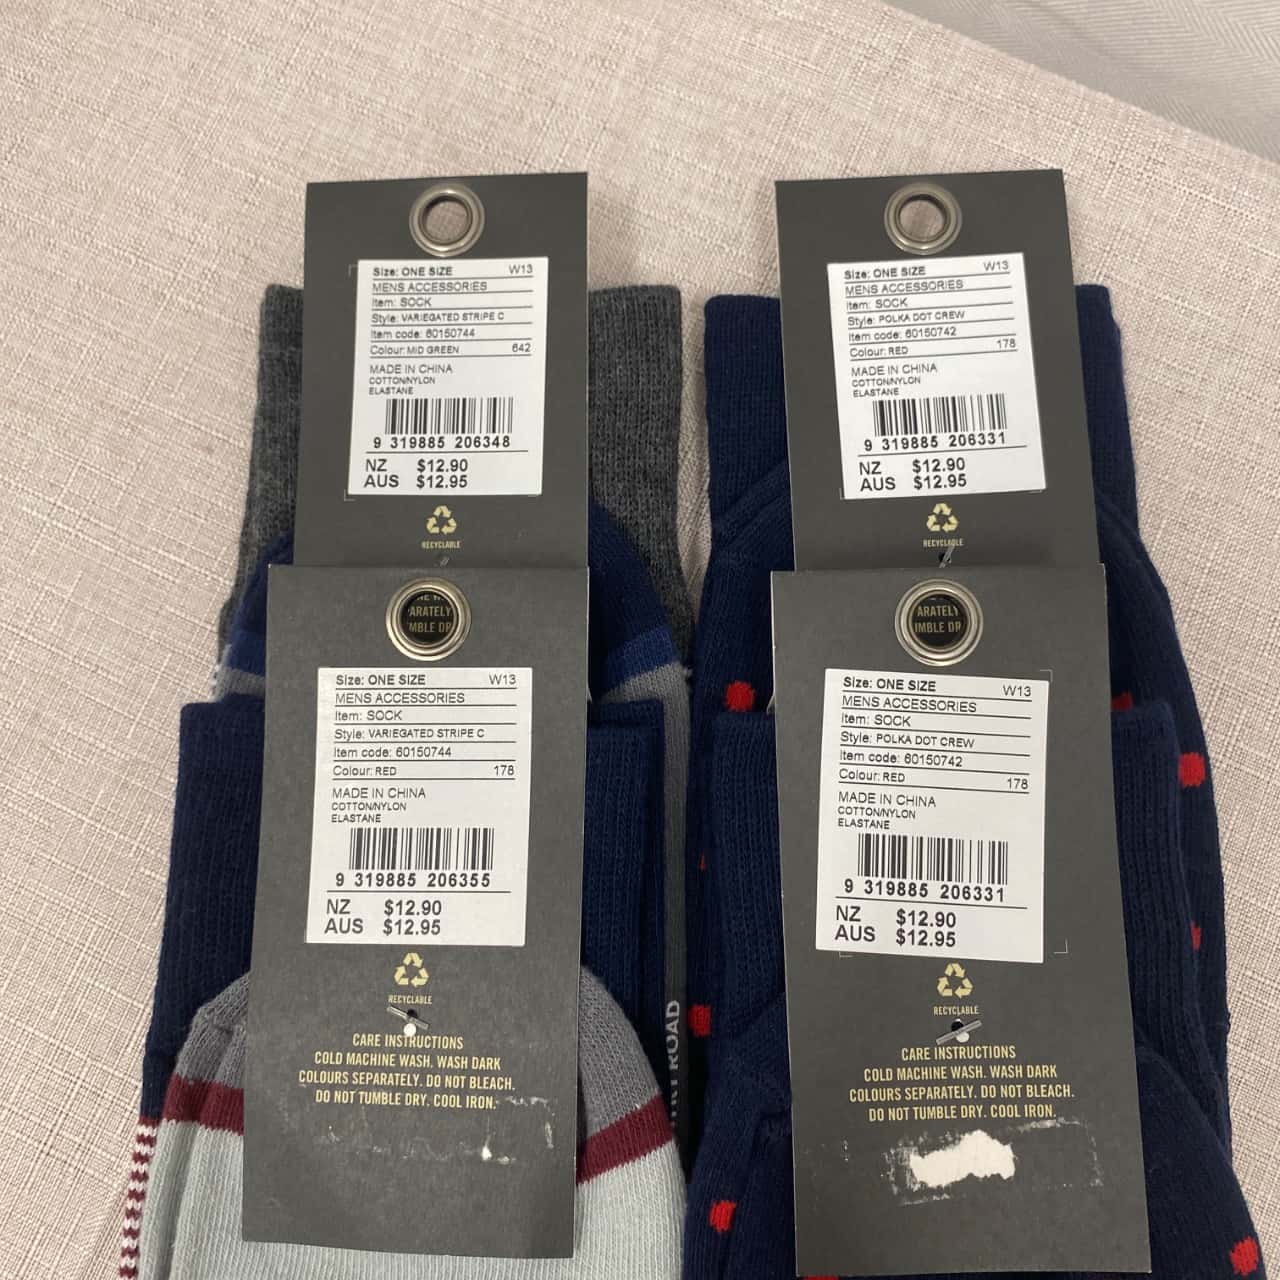 Size: ONE SIZE W13
MENS ACCESSORIES
Item: SOCK
Style: VARIEGATED STRIPE C
Item code: 60150744
Colour: MID GREEN 642
MADE IN CHINA
COTTON/NYLON
ELASTANE
9 319885 206348
NZ $12.90
AUS $12.95
RECYCLABLE
Size: ONE SIZE W13
MENS ACCESSORIES
Item: SOCK
Style: POLKA DOT CREW
Item code: 60150742
Colour: RED 178
MADE IN CHINA
COTTON/NYLON
ELASTANE
9 319885 206331
NZ $12.90
AUS $12.95
RECYCLABLE
ARATELY
MBLE DR
Size: ONE SIZE W13
MENS ACCESSORIES
Item: SOCK
Style: VARIEGATED STRIPE C
Item code: 60150744
Colour: RED 178
MADE IN CHINA
COTTON/NYLON
ELASTANE
9 319885 206355
NZ $12.90
AUS $12.95
RECYCLABLE
CARE INSTRUCTIONS
COLD MACHINE WASH. WASH DARK
COLOURS SEPARATELY. DO NOT BLEACH.
DO NOT TUMBLE DRY. COOL IRON.
ROAD
ARATELY
IMBLE DR
Size: ONE SIZE W13
MENS ACCESSORIES
Item: SOCK
Style: POLKA DOT CREW
Item code: 60150742
Colour: RED 178
MADE IN CHINA
COTTON/NYLON
ELASTANE
9 319885 206331
NZ $12.90
AUS $12.95
RECYCLABLE
CARE INSTRUCTIONS
COLD MACHINE WASH. WASH DARK
COLOURS SEPARATELY. DO NOT BLEACH.
DO NOT TUMBLE DRY. COOL IRON.